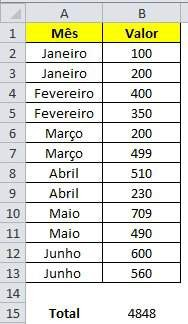 A B
1 Mês Valor
2 Janeiro 100
3 Janeiro 200
4 Fevereiro 400
5 Fevereiro 350
6 Março 200
7 Março 499
8 Abril 510
9 Abril 230
10 Maio 709
11 Maio 490
12 Junho 600
13 Junho 560
14
15 Total 4848